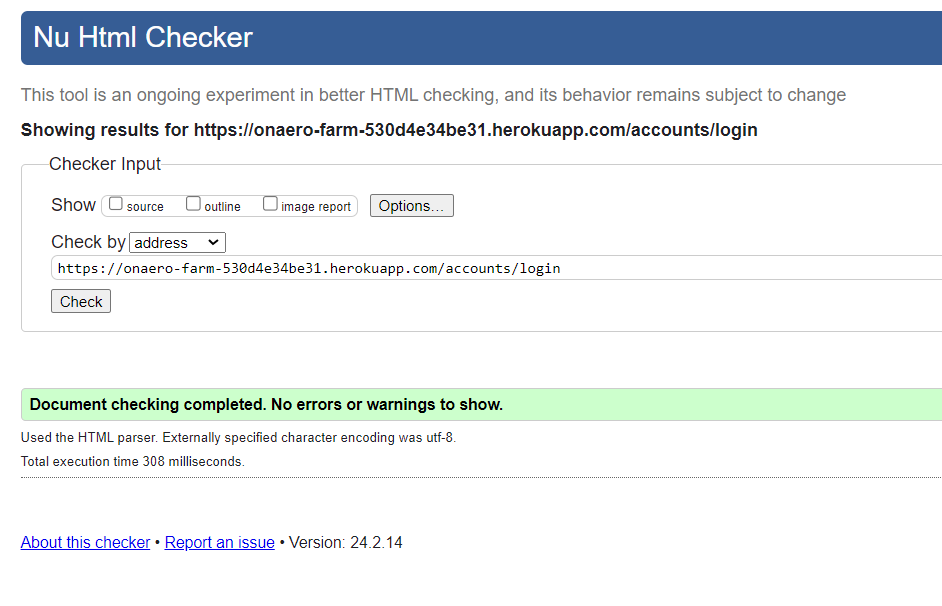 Nu Html Checker
This tool is an ongoing experiment in better HTML checking, and its behavior remains subject to change
Showing results for https://onaero-farm-530d4e34be31.herokuapp.com/accounts/login
Checker Input
Show source outline image report Options...
Check by address
https://onaero-farm-530d4e34be31.herokuapp.com/accounts/login
Check
Document checking completed. No errors or warnings to show.
Used the HTML parser. Externally specified character encoding was utf-8.
Total execution time 308 milliseconds.
About this checker • Report an issue • Version: 24.2.14